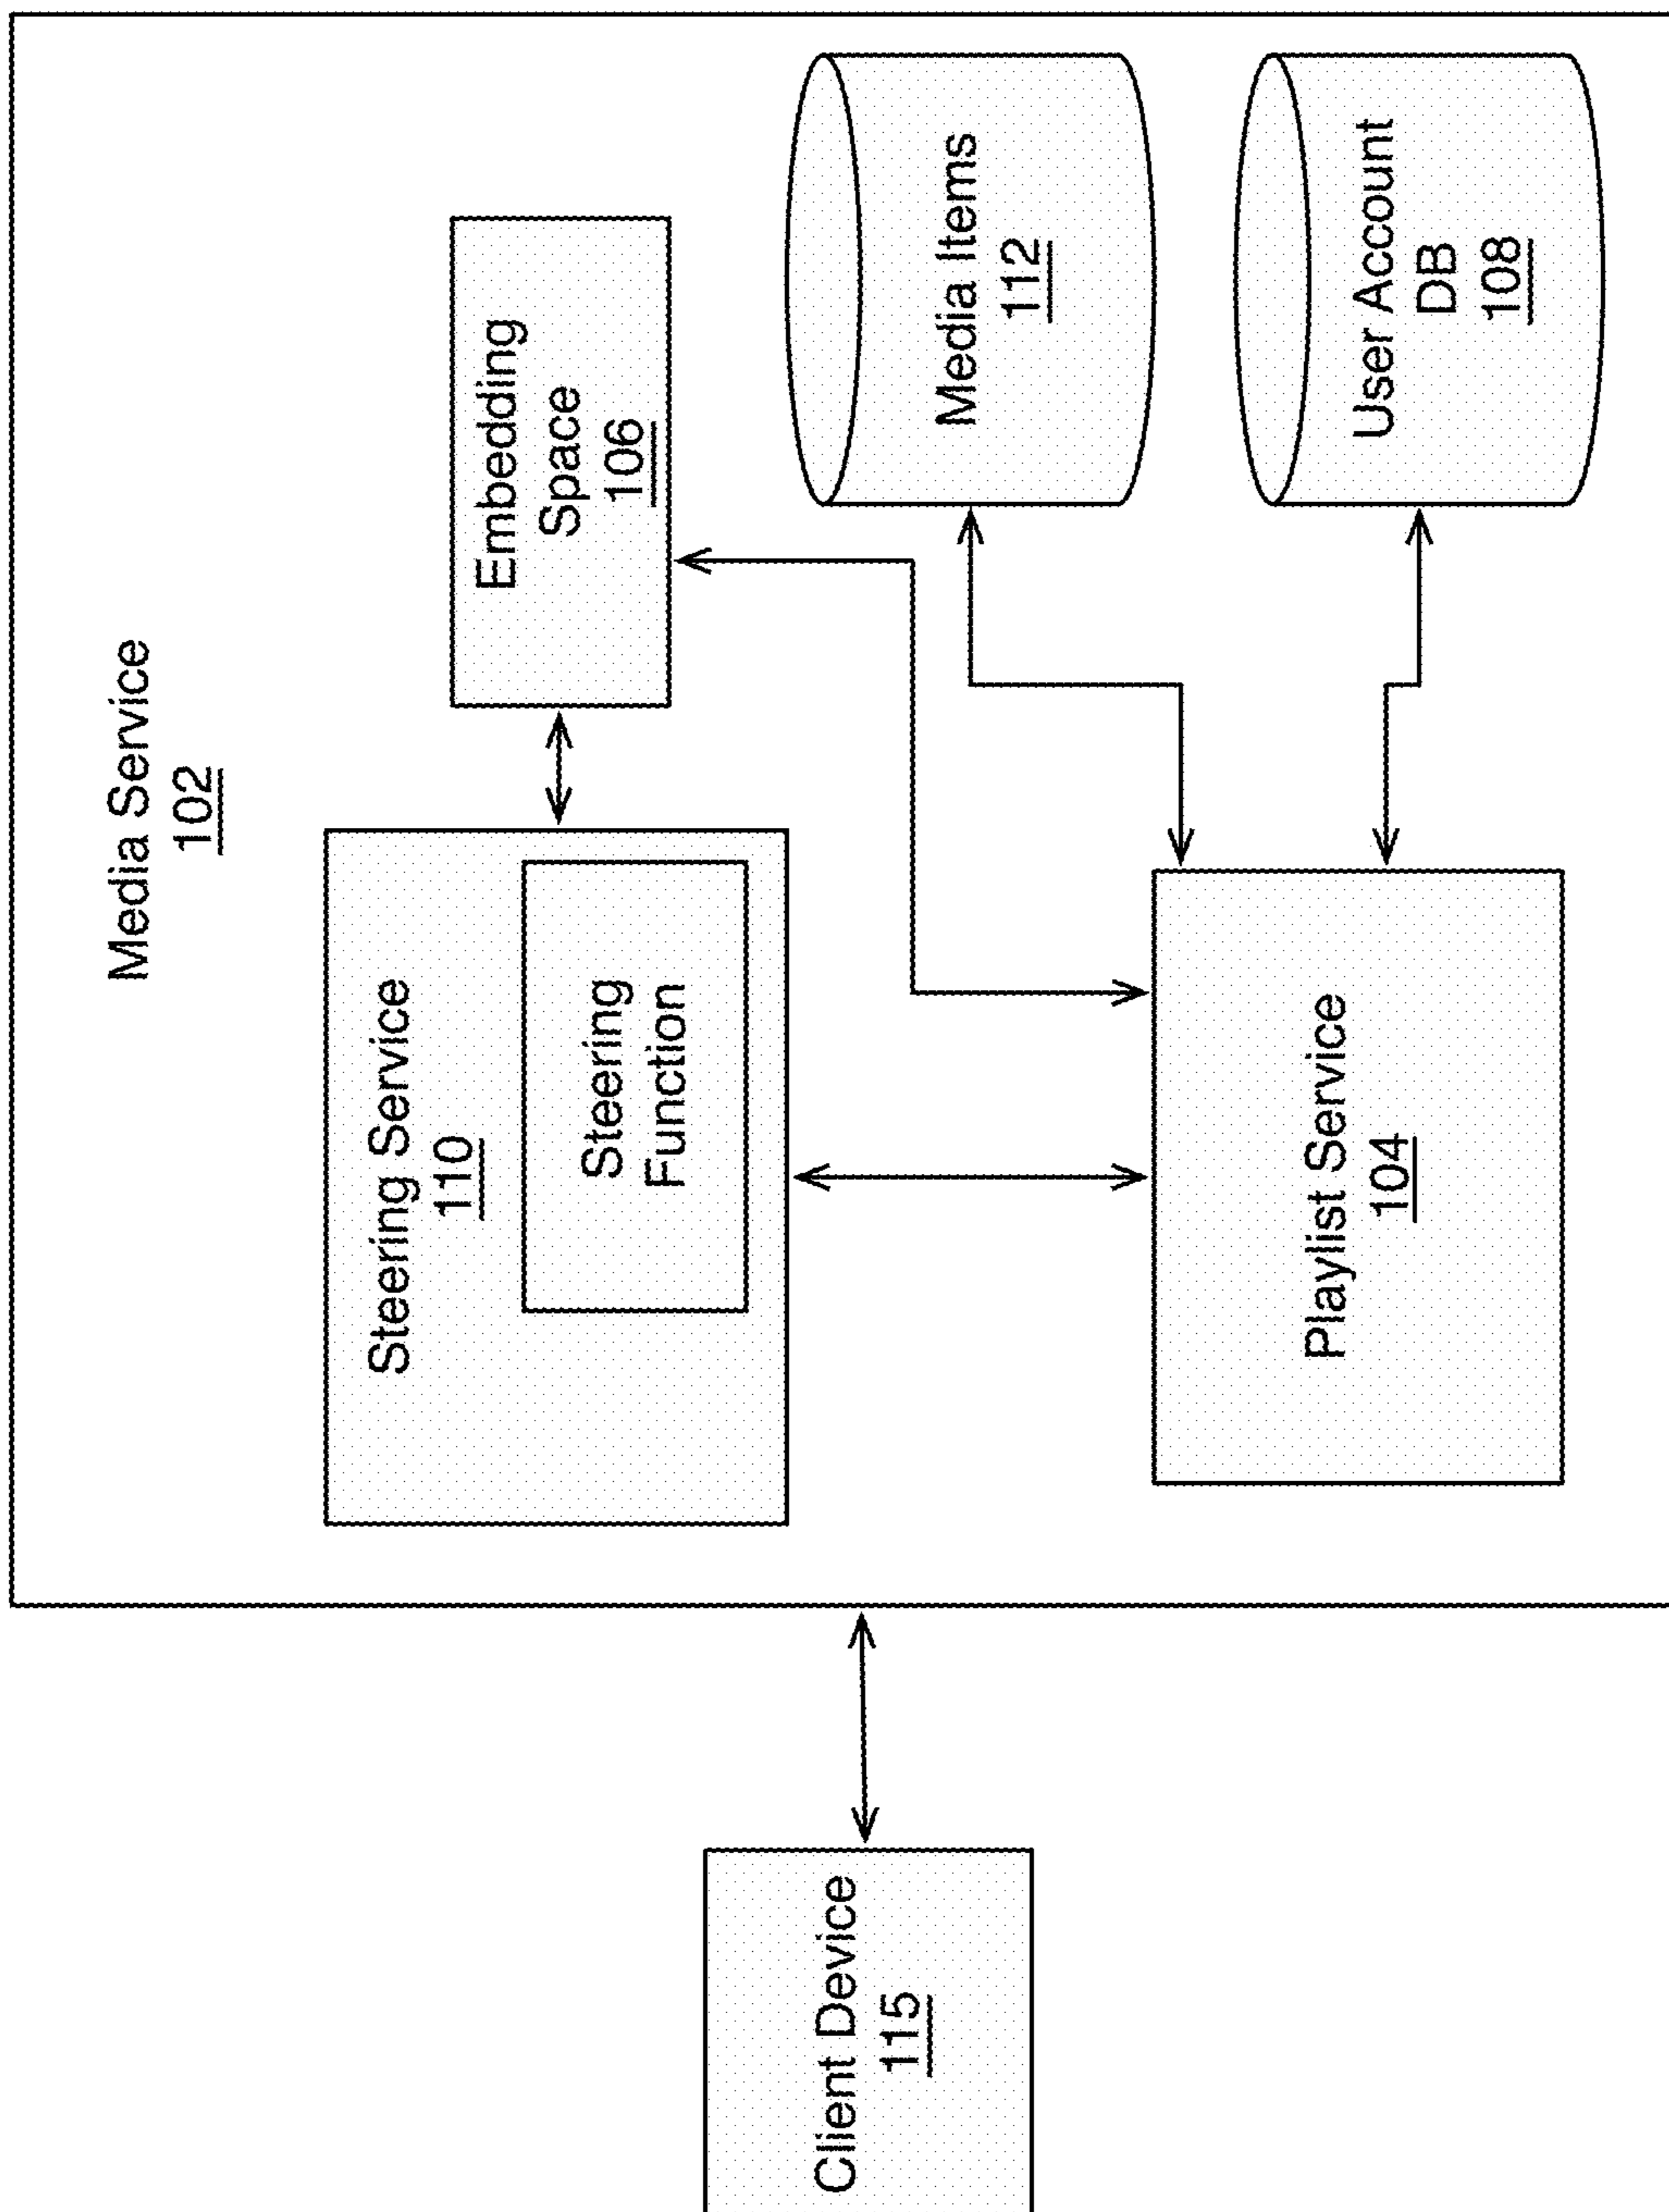 Media Service
102
Steering Service
110
Steering
Function
Embedding
Space
106
Client Device
115
Media Items
112
Playlist Service
104
User Account
DB
108